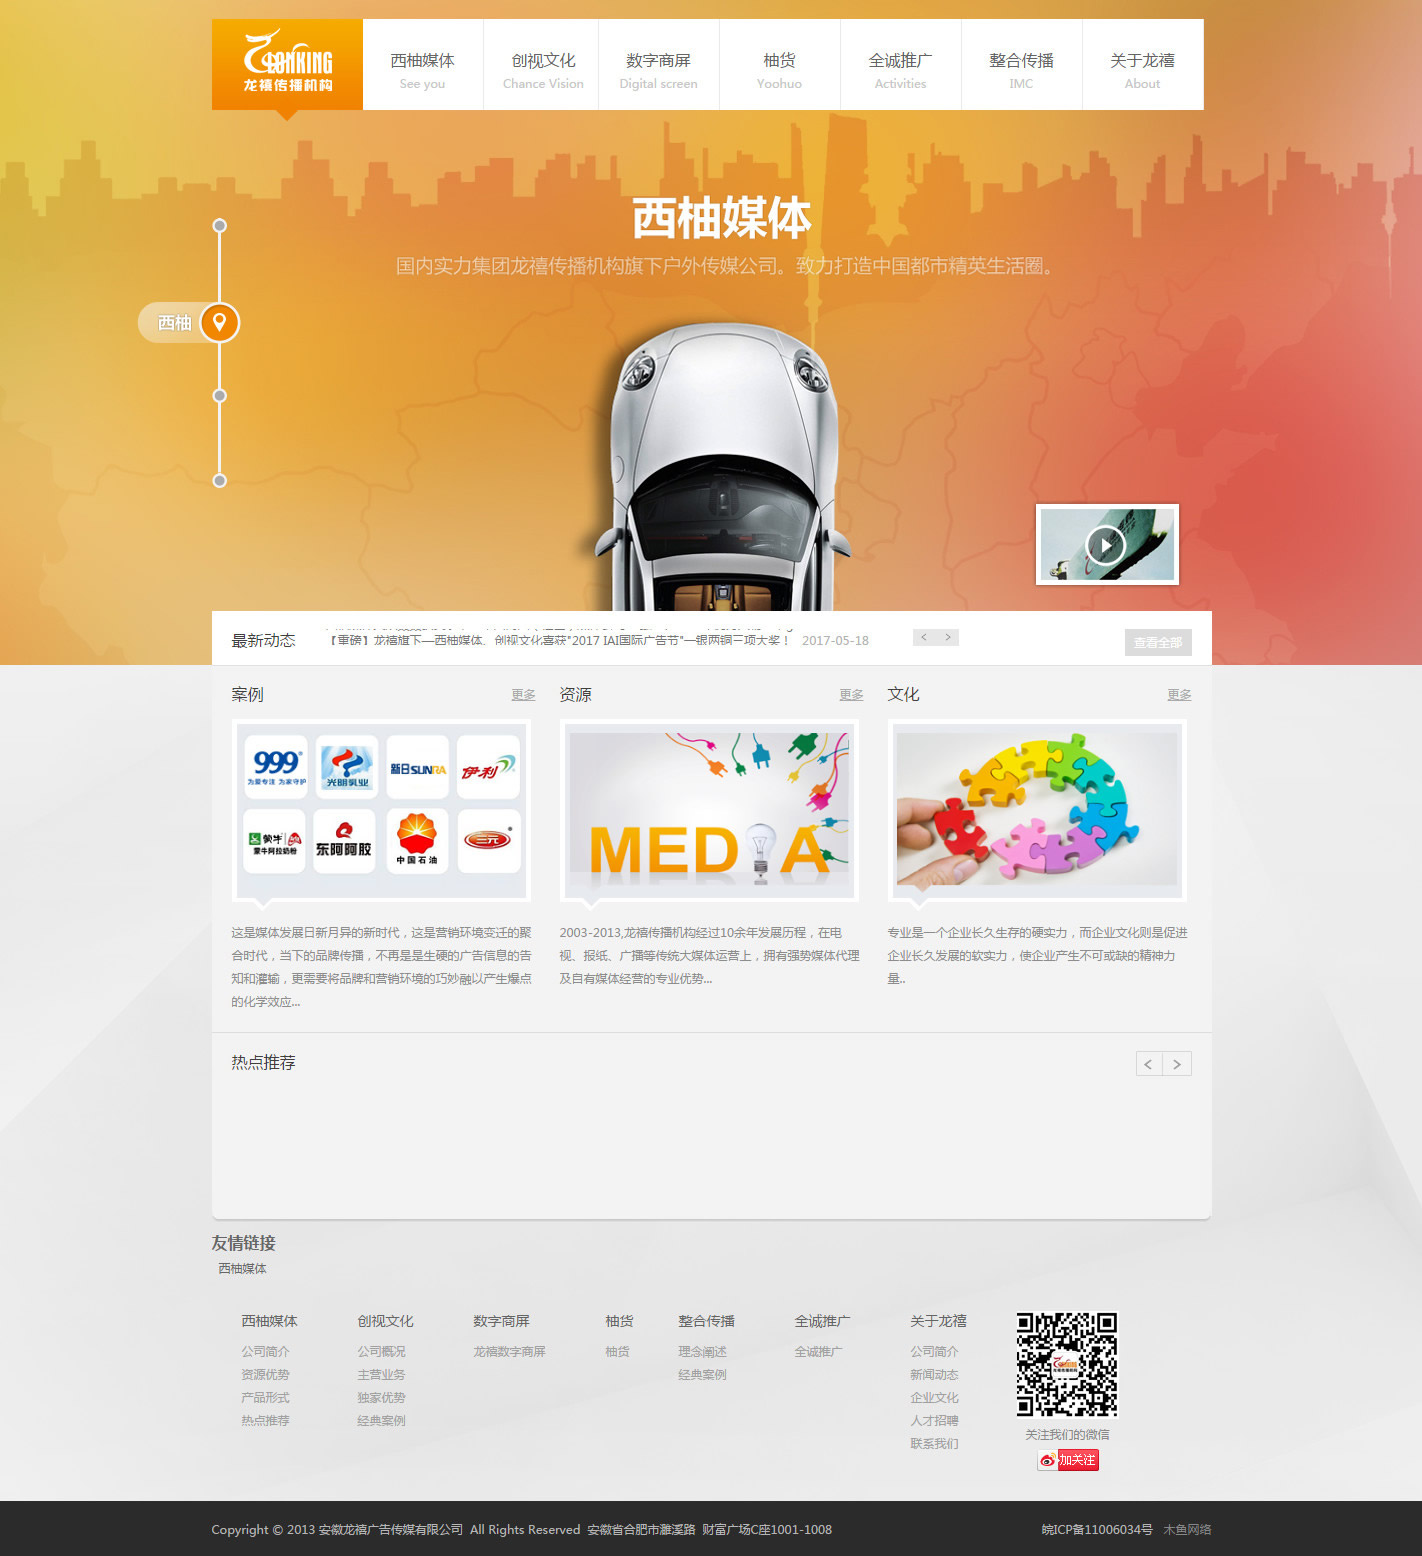 LONKING
龙禧传播机构
西柚媒体
See you
创视文化
Chance Vision
数字商屏
Digital screen
柚货
Yoohuo
全诚推广
Activities
整合传播
IMC
关于龙禧
About
西柚媒体
国内实力集团龙禧传播机构旗下户外传媒公司。致力打造中国都市精英生活圈。
西柚
最新动态
【重磅】龙禧旗下—西柚媒体、创视文化喜获"2017 IAI国际广告节"一银两铜三项大奖！ 2017-05-18
查看全部
案例 更多
999
为爱专注 为家守护
光明乳业
新日SUNRA
伊利
蒙牛
蒙牛阿拉奶粉
东阿阿胶
中国石油
三元
这是媒体发展日新月异的新时代，这是营销环境变迁的聚
合时代，当下的品牌传播，不再是是生硬的广告信息的告
知和灌输，更需要将品牌和营销环境的巧妙融以产生爆点
的化学效应...
资源 更多
MEDIA
2003-2013,龙禧传播机构经过10余年发展历程，在电
视、报纸、广播等传统大媒体运营上，拥有强势媒体代理
及自有媒体经营的专业优势...
文化 更多
专业是一个企业长久生存的硬实力，而企业文化则是促进
企业长久发展的软实力，使企业产生不可或缺的精神力
量..
热点推荐
友情链接
西柚媒体
西柚媒体
公司简介
资源优势
产品形式
热点推荐
创视文化
公司概况
主营业务
独家优势
经典案例
数字商屏
龙禧数字商屏
柚货
柚货
整合传播
理念阐述
经典案例
全诚推广
全诚推广
关于龙禧
公司简介
新闻动态
企业文化
人才招聘
联系我们
关注我们的微信
加关注
Copyright © 2013 安徽龙禧广告传媒有限公司 All Rights Reserved 安徽省合肥市濉溪路 财富广场C座1001-1008
皖ICP备11006034号 木鱼网络